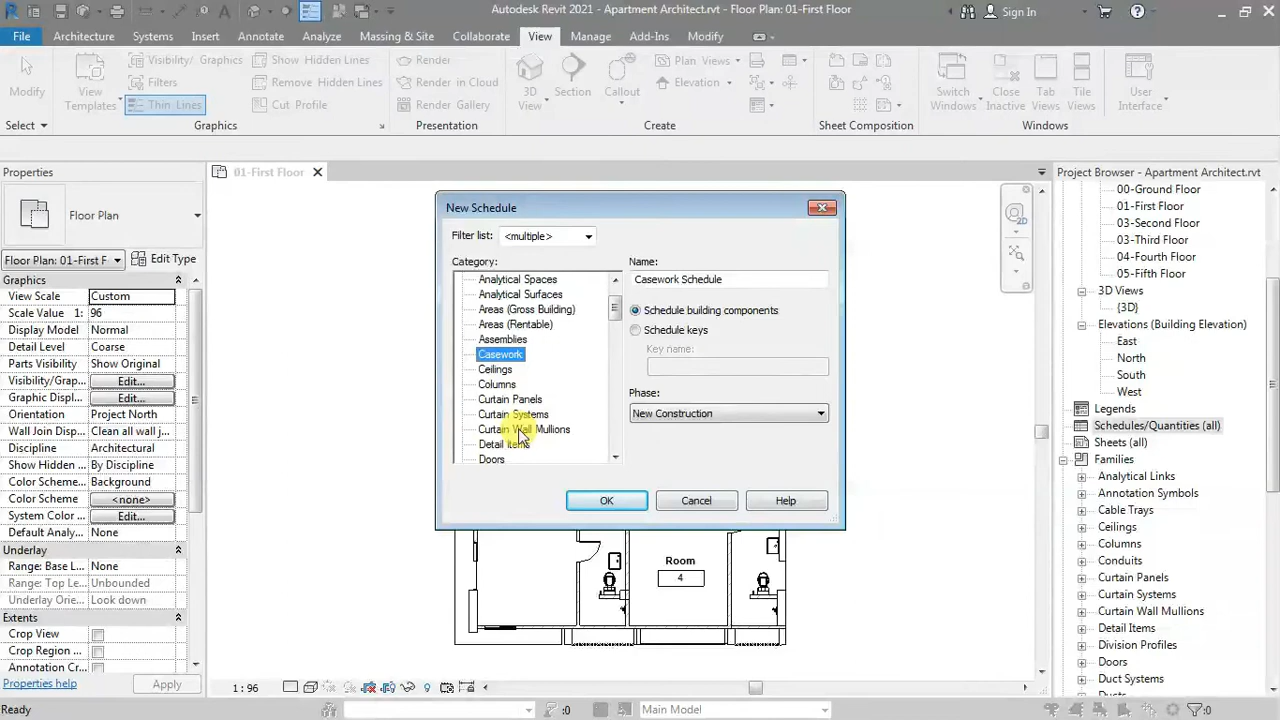 Autodesk Revit 2021 - Apartment Architect.rvt - Floor Plan: 01-First Floor
Sign In
File
Architecture
Systems
Insert
Annotate
Analyze
Massing & Site
Collaborate
View
Manage
Add-Ins
Modify
Modify
View
Templates
Visibility/ Graphics
Filters
Thin Lines
Show Hidden Lines
Remove Hidden Lines
Cut Profile
Render
Render in Cloud
Render Gallery
3D
View
Section
Callout
Plan Views
Elevation
Switch
Windows
Close
Inactive
Tab
Views
Tile
Views
User
Interface
Select
Graphics
Presentation
Create
Sheet Composition
Windows
Properties
Floor Plan
Floor Plan: 01-First F
Edit Type
Graphics
View Scale Custom
Scale Value 1: 96
Display Model Normal
Detail Level Coarse
Parts Visibility Show Original
Visibility/Grap... Edit...
Graphic Displ... Edit...
Orientation Project North
Wall Join Disp... Clean all wall j...
Discipline Architectural
Show Hidden ... By Discipline
Color Scheme ... Background
Color Scheme <none>
System Color ... Edit...
Default Analy... None
Underlay
Range: Base L... None
Range: Top Le... Unbounded
Underlay Orie... Look down
Extents
Crop View
Crop Region ...
Annotation Cr...
Properties help
Apply
01-First Floor
New Schedule
Filter list: <multiple>
Category:
Analytical Spaces
Analytical Surfaces
Areas (Gross Building)
Areas (Rentable)
Assemblies
Casework
Ceilings
Columns
Curtain Panels
Curtain Systems
Curtain Wall Mullions
Detail Items
Doors
Name:
Casework Schedule
Schedule building components
Schedule keys
Key name:
Phase:
New Construction
OK
Cancel
Help
Room
4
2D
Project Browser - Apartment Architect.rvt
00-Ground Floor
01-First Floor
03-Second Floor
03-Third Floor
04-Fourth Floor
05-Fifth Floor
3D Views
{3D}
Elevations (Building Elevation)
East
North
South
West
Legends
Schedules/Quantities (all)
Sheets (all)
Families
Analytical Links
Annotation Symbols
Cable Trays
Ceilings
Columns
Conduits
Curtain Panels
Curtain Systems
Curtain Wall Mullions
Detail Items
Division Profiles
Doors
Duct Systems
Ducts
1 : 96
Ready
:0
Main Model
:0